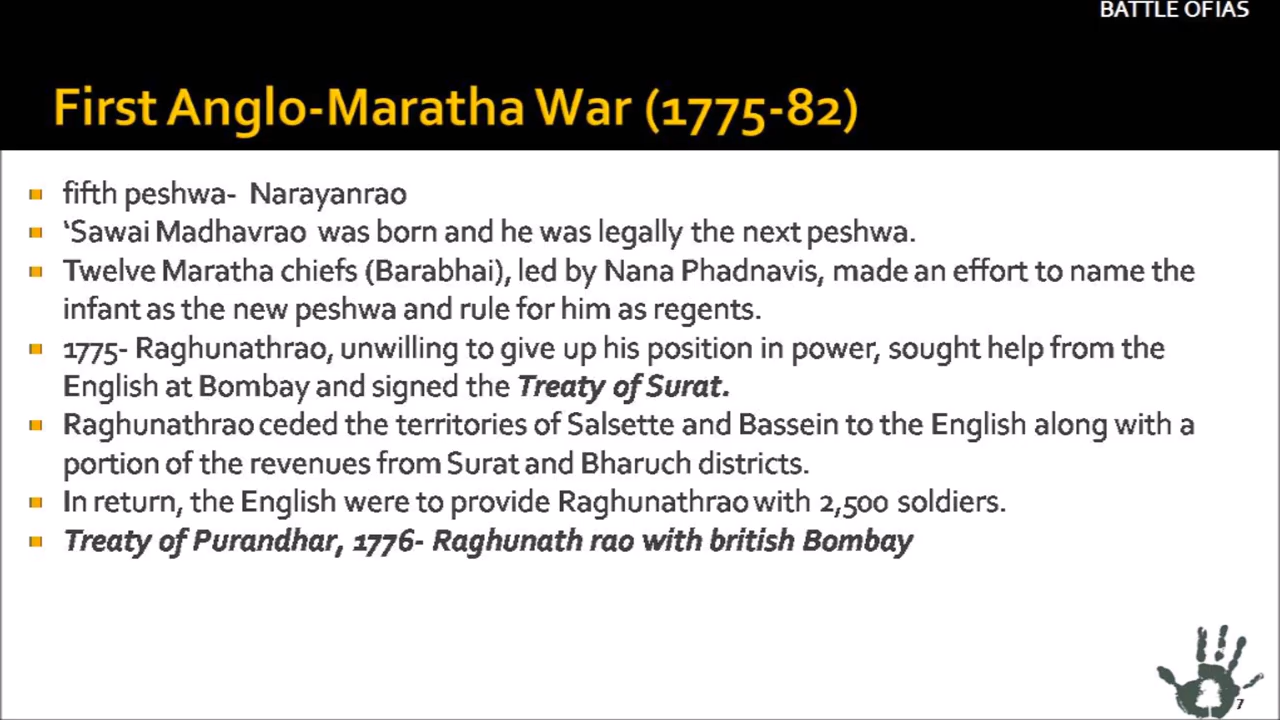 BATTLE OF IAS
First Anglo-Maratha War (1775-82)
fifth peshwa- Narayanrao
‘Sawai Madhavrao was born and he was legally the next peshwa.
Twelve Maratha chiefs (Barabhai), led by Nana Phadnavis, made an effort to name the
infant as the new peshwa and rule for him as regents.
1775- Raghunathrao, unwilling to give up his position in power, sought help from the
English at Bombay and signed the Treaty of Surat.
Raghunathrao ceded the territories of Salsette and Bassein to the English along with a
portion of the revenues from Surat and Bharuch districts.
In return, the English were to provide Raghunathrao with 2,500 soldiers.
Treaty of Purandhar, 1776- Raghunath rao with british Bombay
7